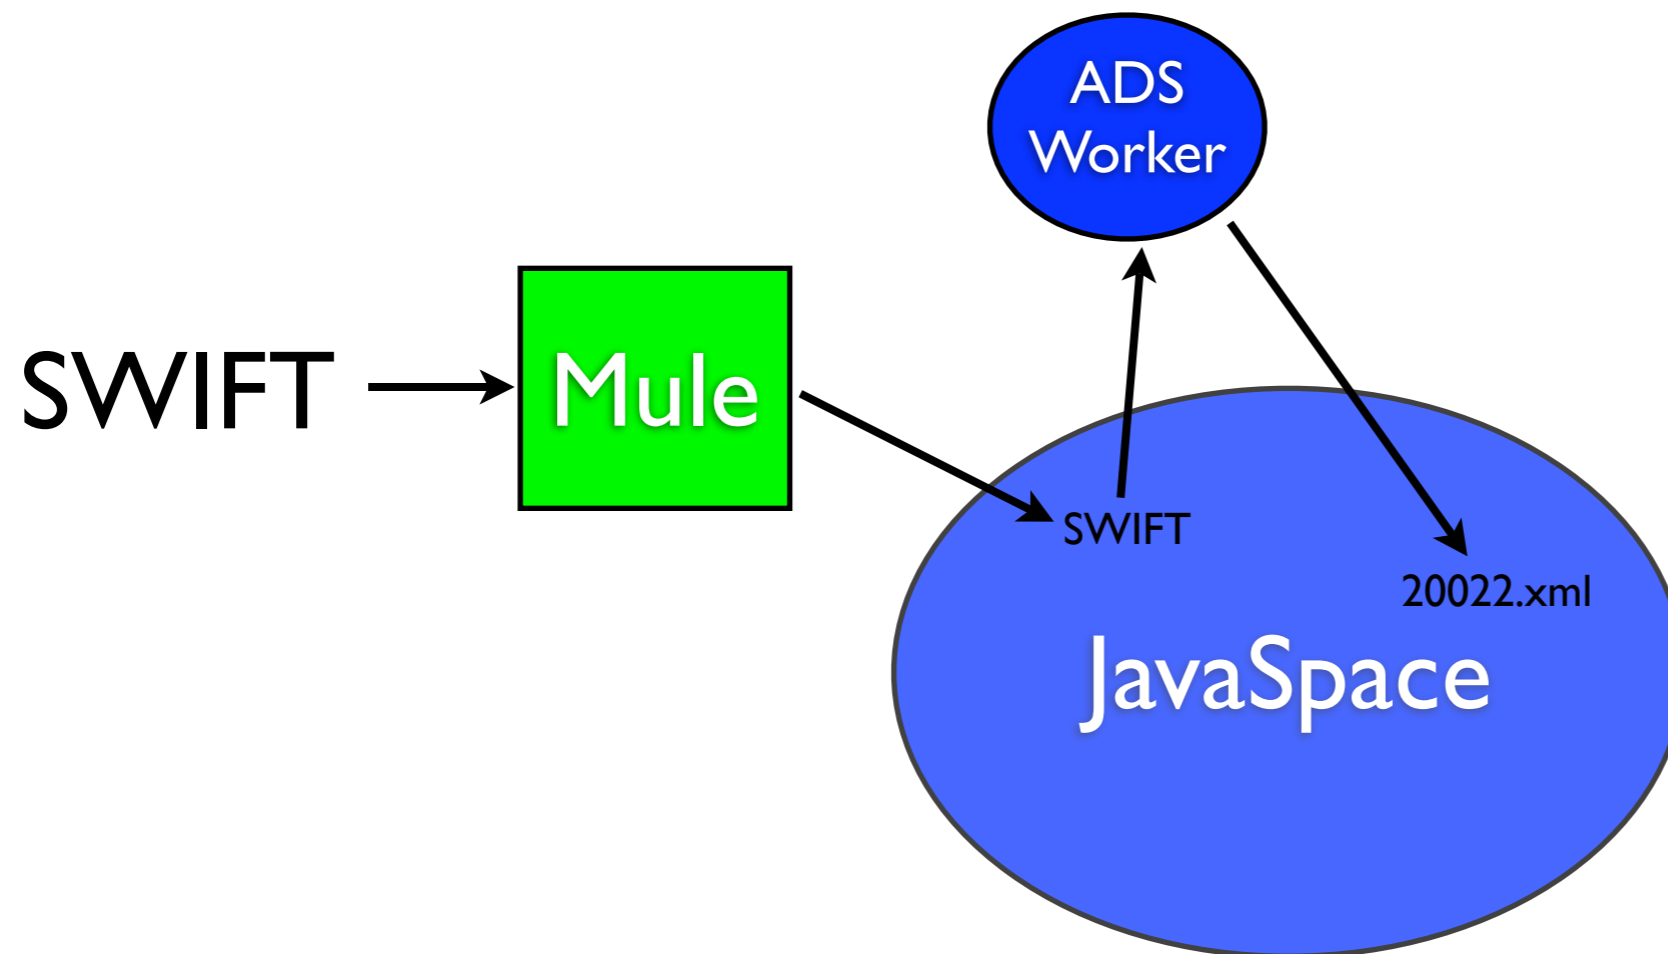 ADS
Worker
SWIFT
Mule
SWIFT
20022.xml
JavaSpace